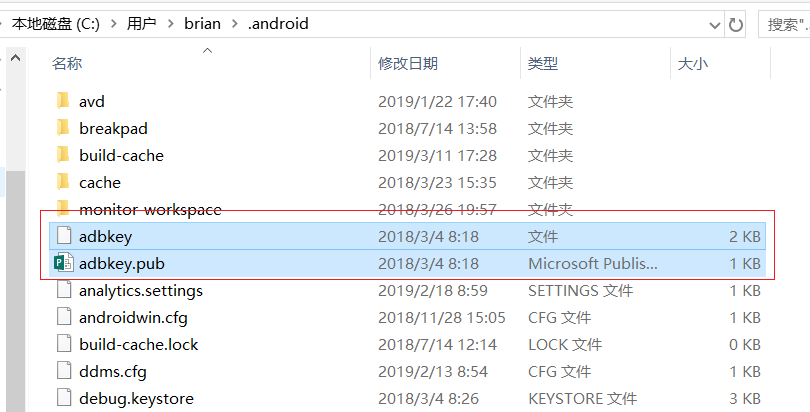 本地磁盘 (C:) 用户 brian .android 搜索"..
名称 修改日期 类型 大小
avd 2019/1/22 17:40 文件夹
breakpad 2018/7/14 13:58 文件夹
build-cache 2019/3/11 17:28 文件夹
cache 2018/3/23 15:35 文件夹
monitor-workspace 2018/3/26 19:57 文件夹
adbkey 2018/3/4 8:18 文件 2 KB
adbkey.pub 2018/3/4 8:18 Microsoft Publis... 1 KB
analytics.settings 2019/2/18 8:59 SETTINGS 文件 1 KB
androidwin.cfg 2018/11/28 15:05 CFG 文件 1 KB
build-cache.lock 2018/7/14 12:14 LOCK 文件 0 KB
ddms.cfg 2019/2/13 8:54 CFG 文件 1 KB
debug.keystore 2018/3/4 8:26 KEYSTORE 文件 3 KB